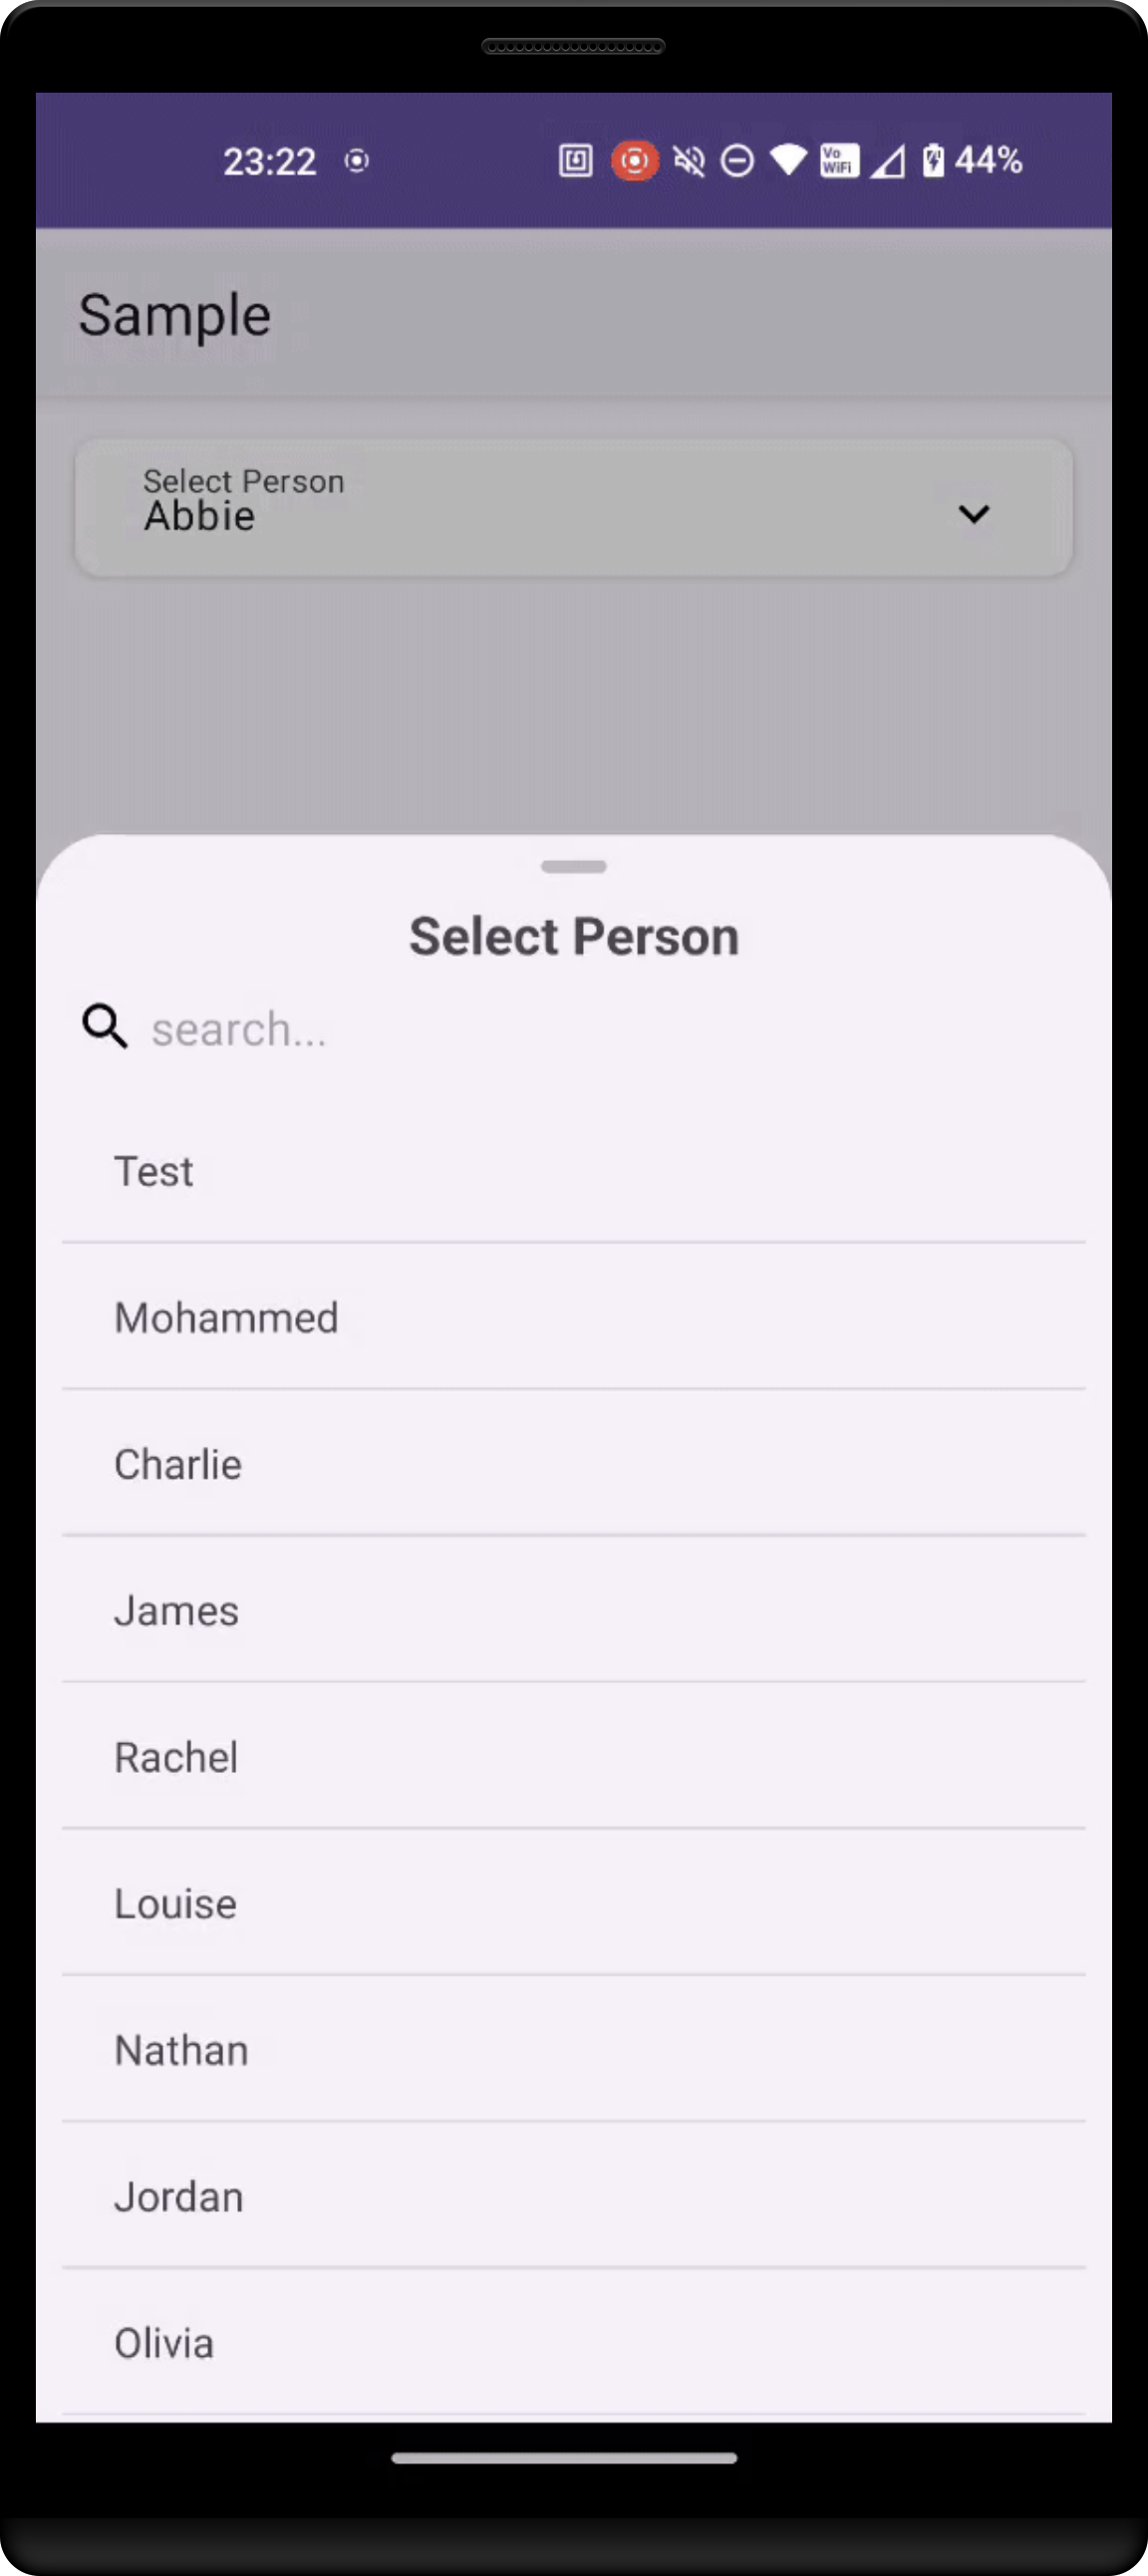 23:22 Vo WiFi 44%
Sample
Select Person
Abbie
Select Person
search...
Test
Mohammed
Charlie
James
Rachel
Louise
Nathan
Jordan
Olivia